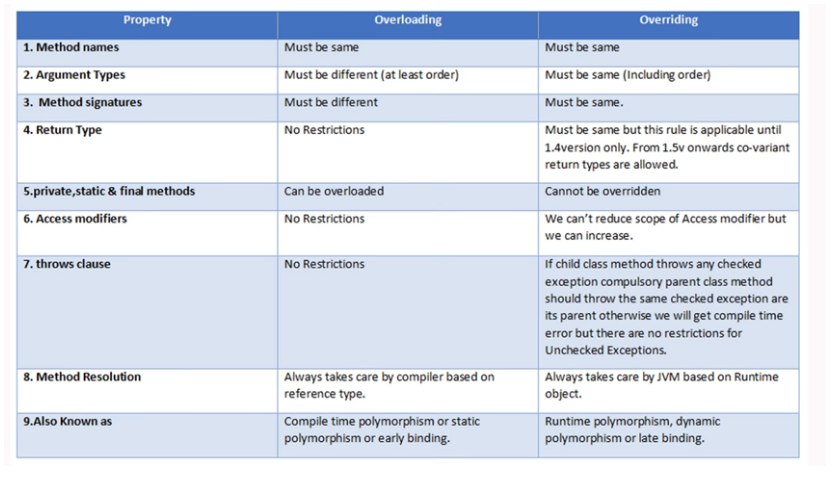 Property Overloading Overriding
1. Method names Must be same Must be same
2. Argument Types Must be different (at least order) Must be same (Including order)
3. Method signatures Must be different Must be same.
4. Return Type No Restrictions Must be same but this rule is applicable until
1.4version only. From 1.5v onwards co-variant
return types are allowed.
5.private,static & final methods Can be overloaded Cannot be overridden
6. Access modifiers No Restrictions We can't reduce scope of Access modifier but
we can increase.
7. throws clause No Restrictions If child class method throws any checked
exception compulsory parent class method
should throw the same checked exception are
its parent otherwise we will get compile time
error but there are no restrictions for
Unchecked Exceptions.
8. Method Resolution Always takes care by compiler based on Always takes care by JVM based on Runtime
reference type. object.
9.Also Known as Compile time polymorphism or static Runtime polymorphism, dynamic
polymorphism or early binding. polymorphism or late binding.